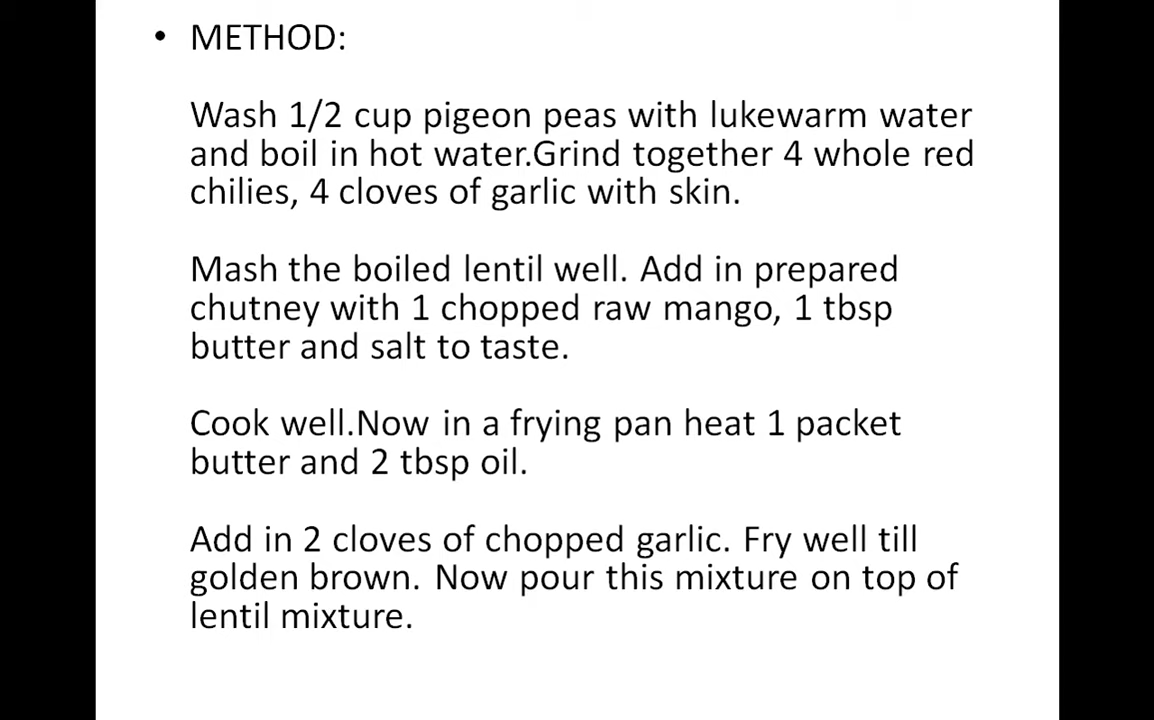 • METHOD:
Wash 1/2 cup pigeon peas with lukewarm water
and boil in hot water.Grind together 4 whole red
chilies, 4 cloves of garlic with skin.
Mash the boiled lentil well. Add in prepared
chutney with 1 chopped raw mango, 1 tbsp
butter and salt to taste.
Cook well.Now in a frying pan heat 1 packet
butter and 2 tbsp oil.
Add in 2 cloves of chopped garlic. Fry well till
golden brown. Now pour this mixture on top of
lentil mixture.